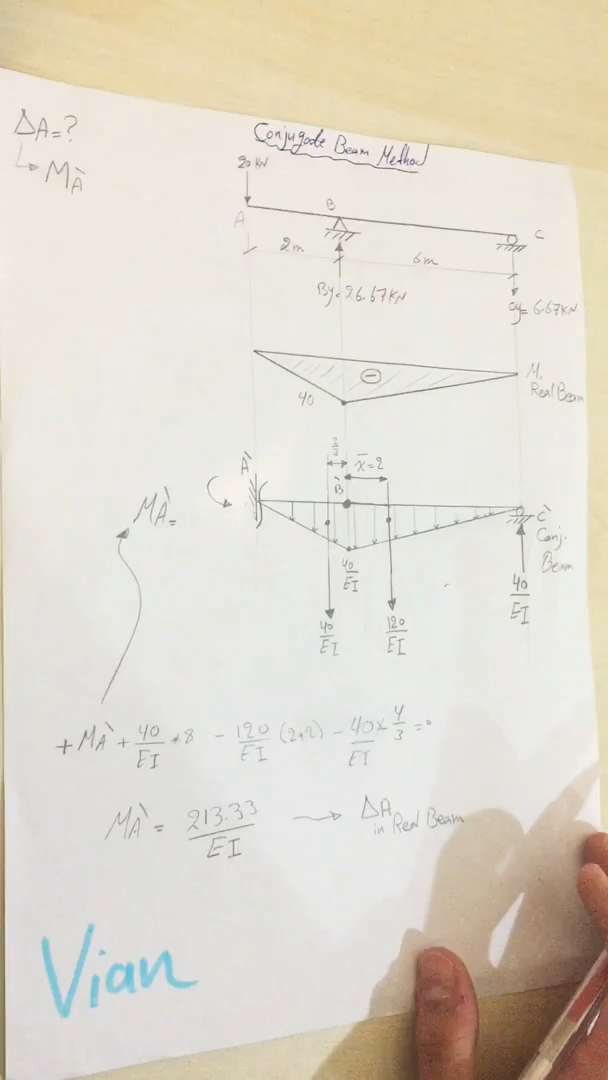 ΔA=?
↳ MÀ
Conjugate Beam Method
20 KN
A
B
C
2m
6m
By=26.67KN
Cy=6.67KN
⊖
M.
Real Beam
40
2/3
x̄=2
À
B̀
C̀
Conj.
Beam
MÀ=
40/EI
40/EI
120/EI
40/EI
+MÀ + 40/EI *8 - 120/EI (2+2) - 40/EI × 4/3 = 0
MÀ = 213.33/EI → ΔA
in Real Beam
Vian